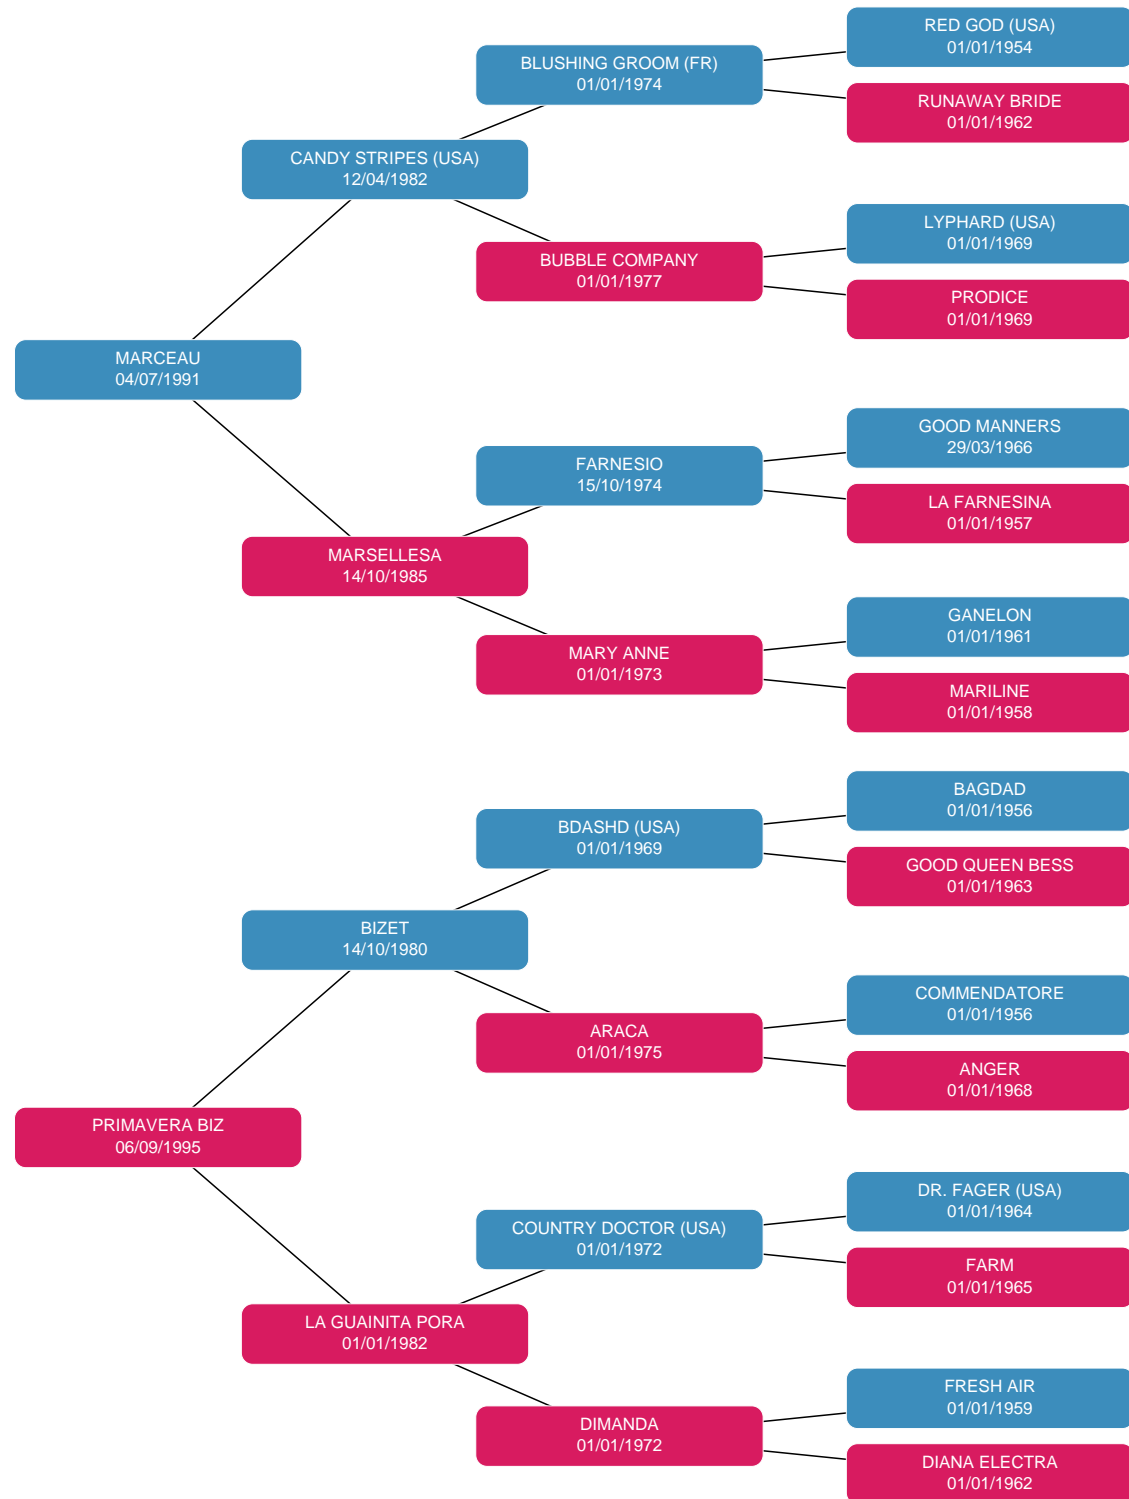 RED GOD (USA)
01/01/1954
BLUSHING GROOM (FR)
01/01/1974
RUNAWAY BRIDE
01/01/1962
CANDY STRIPES (USA)
12/04/1982
LYPHARD (USA)
01/01/1969
BUBBLE COMPANY
01/01/1977
PRODICE
01/01/1969
MARCEAU
04/07/1991
GOOD MANNERS
29/03/1966
FARNESIO
15/10/1974
LA FARNESINA
01/01/1957
MARSELLESA
14/10/1985
GANELON
01/01/1961
MARY ANNE
01/01/1973
MARILINE
01/01/1958
BAGDAD
01/01/1956
BDASHD (USA)
01/01/1969
GOOD QUEEN BESS
01/01/1963
BIZET
14/10/1980
COMMENDATORE
01/01/1956
ARACA
01/01/1975
ANGER
01/01/1968
PRIMAVERA BIZ
06/09/1995
DR. FAGER (USA)
01/01/1964
COUNTRY DOCTOR (USA)
01/01/1972
FARM
01/01/1965
LA GUAINITA PORA
01/01/1982
FRESH AIR
01/01/1959
DIMANDA
01/01/1972
DIANA ELECTRA
01/01/1962